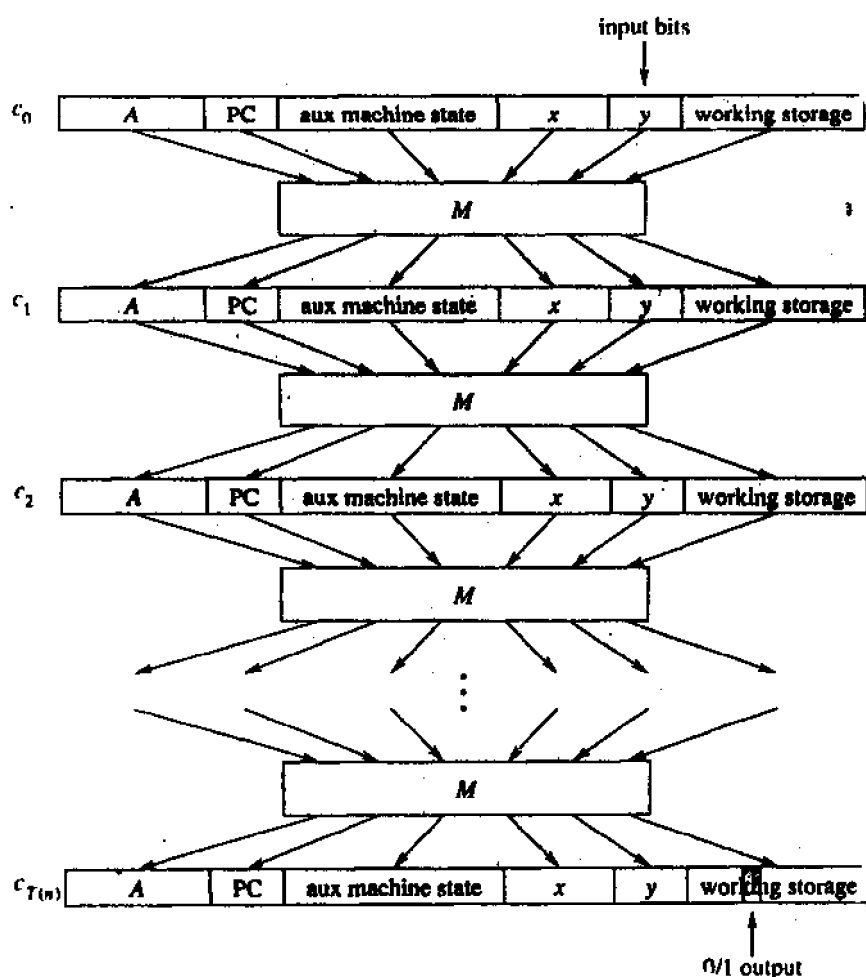 input bits
c0 A PC aux machine state x y working storage
M
c1 A PC aux machine state x y working storage
M
c2 A PC aux machine state x y working storage
M
M
cT(n) A PC aux machine state x y working storage
0/1 output